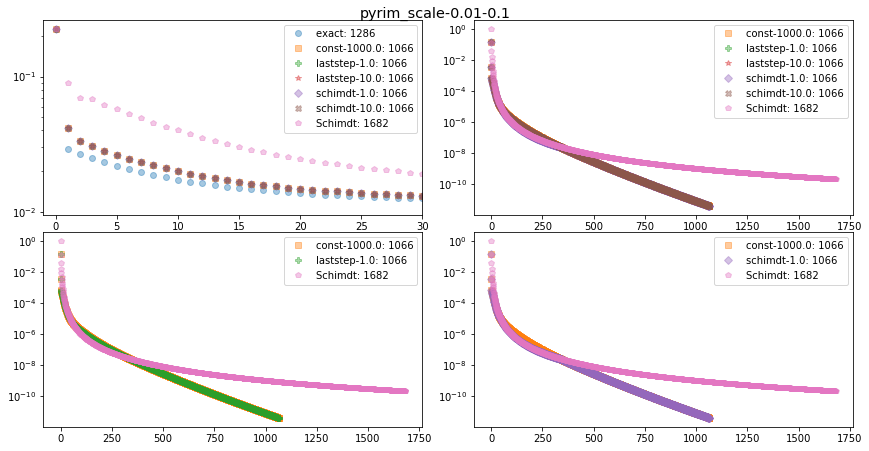 pyrim_scale-0.01-0.1
exact: 1286
const-1000.0: 1066
laststep-1.0: 1066
laststep-10.0: 1066
schimdt-1.0: 1066
schimdt-10.0: 1066
Schimdt: 1682
10⁻¹
10⁻²
0 5 10 15 20 25 30
const-1000.0: 1066
laststep-1.0: 1066
laststep-10.0: 1066
schimdt-1.0: 1066
schimdt-10.0: 1066
Schimdt: 1682
10⁰
10⁻²
10⁻⁴
10⁻⁶
10⁻⁸
10⁻¹⁰
0 250 500 750 1000 1250 1500 1750
const-1000.0: 1066
laststep-1.0: 1066
Schimdt: 1682
10⁰
10⁻²
10⁻⁴
10⁻⁶
10⁻⁸
10⁻¹⁰
0 250 500 750 1000 1250 1500 1750
const-1000.0: 1066
schimdt-1.0: 1066
Schimdt: 1682
10⁰
10⁻²
10⁻⁴
10⁻⁶
10⁻⁸
10⁻¹⁰
0 250 500 750 1000 1250 1500 1750